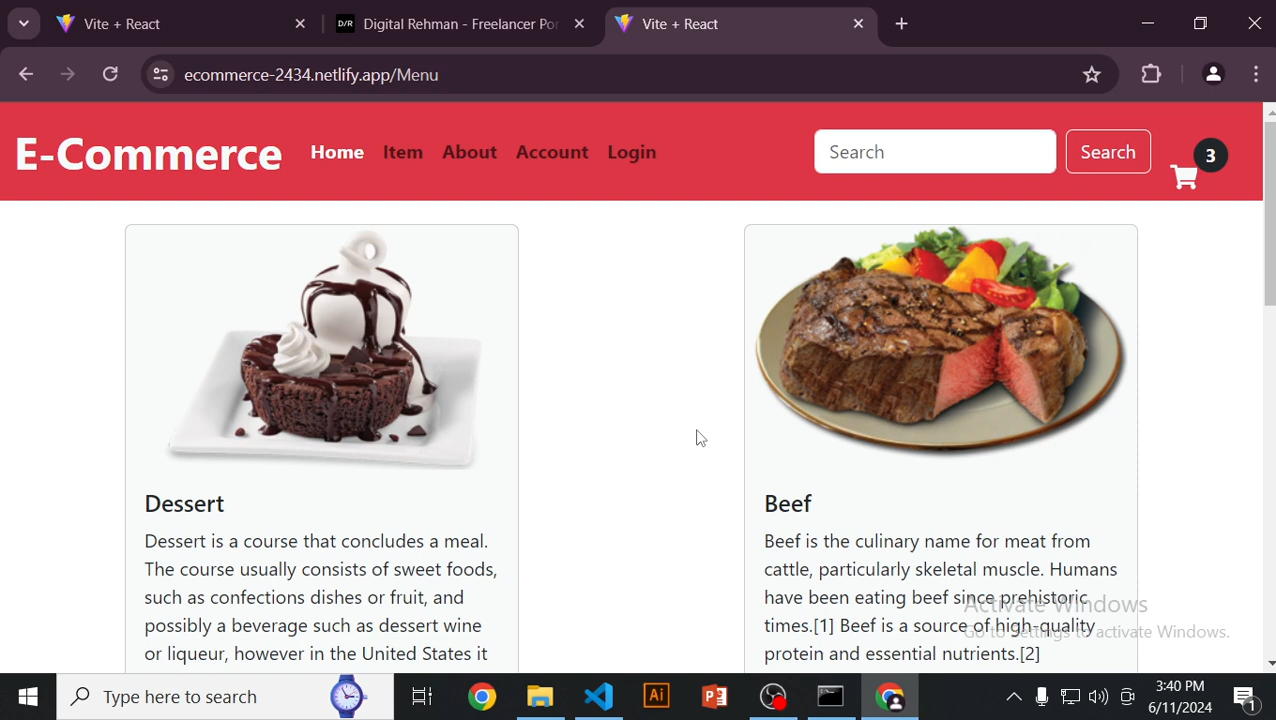 Vite + React
D/R Digital Rehman - Freelancer Por
Vite + React
ecommerce-2434.netlify.app/Menu
E-Commerce Home Item About Account Login Search Search 3
Dessert
Dessert is a course that concludes a meal.
The course usually consists of sweet foods,
such as confections dishes or fruit, and
possibly a beverage such as dessert wine
or liqueur, however in the United States it
Beef
Beef is the culinary name for meat from
cattle, particularly skeletal muscle. Humans
have been eating beef since prehistoric
times.[1] Beef is a source of high-quality
protein and essential nutrients.[2]
Activate Windows
Go to Settings to activate Windows.
Type here to search
Ai
P
3:40 PM
6/11/2024
1